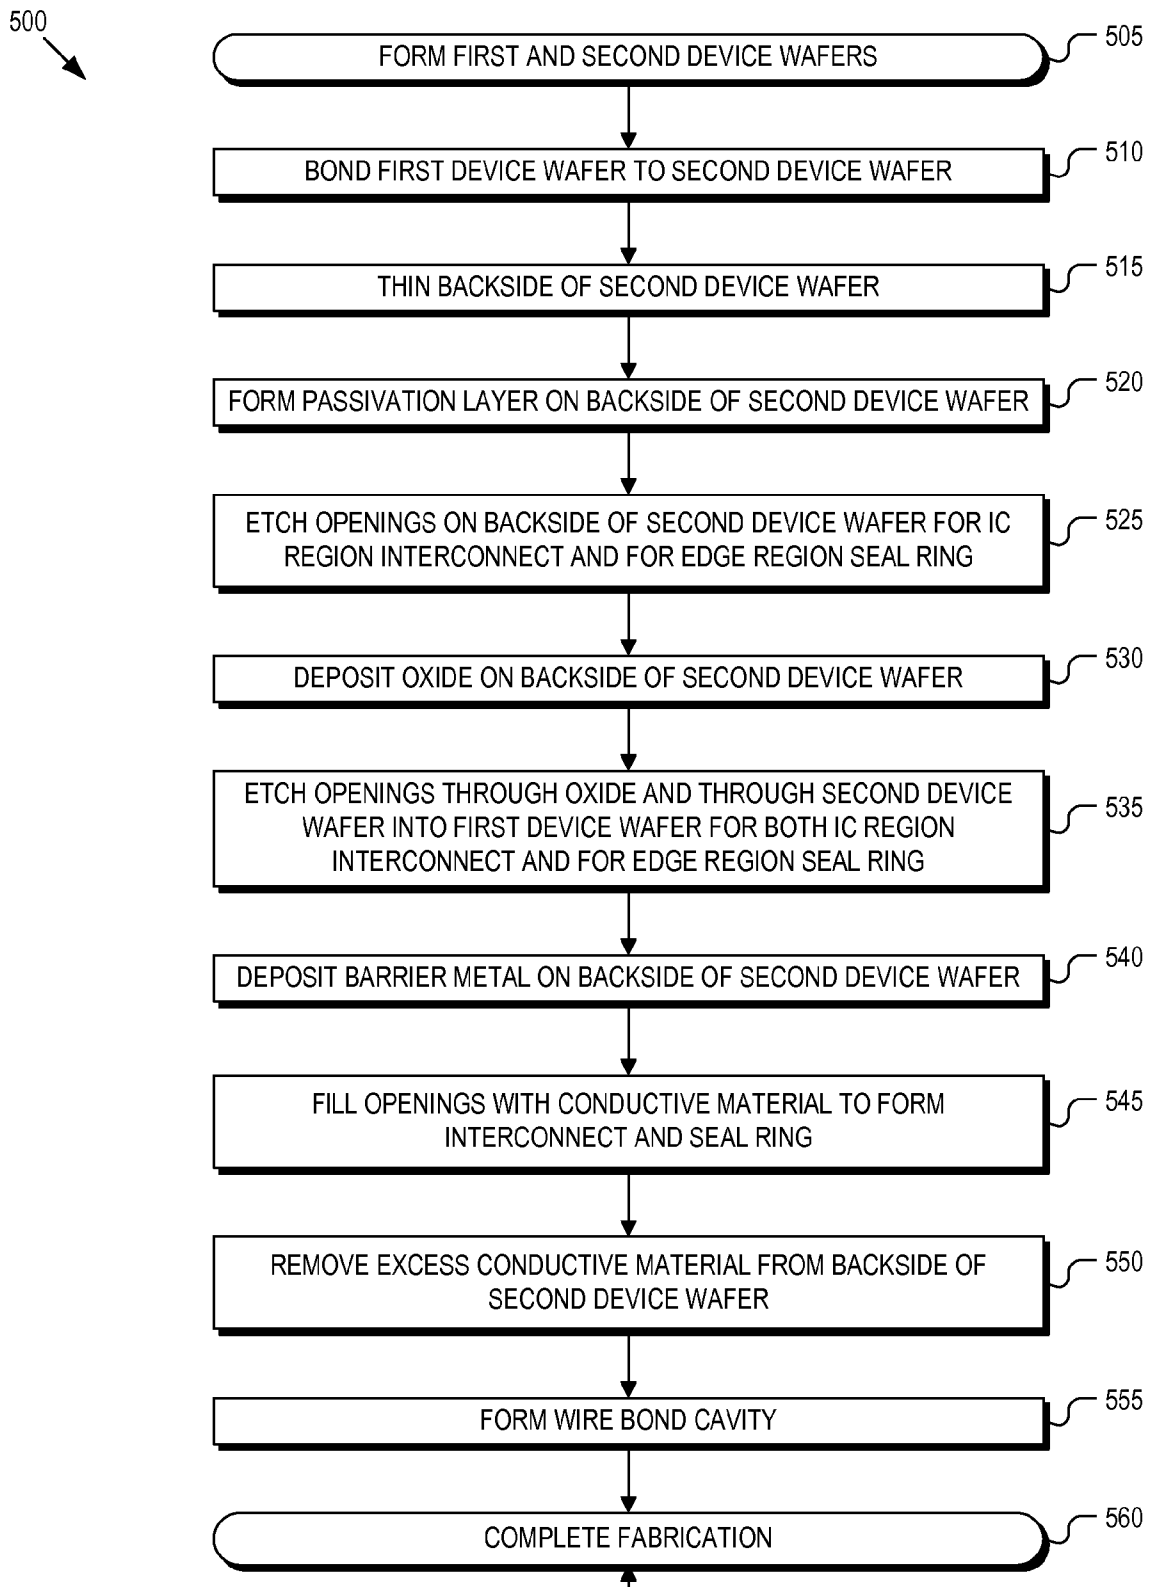 500
FORM FIRST AND SECOND DEVICE WAFERS
505
BOND FIRST DEVICE WAFER TO SECOND DEVICE WAFER
510
THIN BACKSIDE OF SECOND DEVICE WAFER
515
FORM PASSIVATION LAYER ON BACKSIDE OF SECOND DEVICE WAFER
520
ETCH OPENINGS ON BACKSIDE OF SECOND DEVICE WAFER FOR IC
REGION INTERCONNECT AND FOR EDGE REGION SEAL RING
525
DEPOSIT OXIDE ON BACKSIDE OF SECOND DEVICE WAFER
530
ETCH OPENINGS THROUGH OXIDE AND THROUGH SECOND DEVICE
WAFER INTO FIRST DEVICE WAFER FOR BOTH IC REGION
INTERCONNECT AND FOR EDGE REGION SEAL RING
535
DEPOSIT BARRIER METAL ON BACKSIDE OF SECOND DEVICE WAFER
540
FILL OPENINGS WITH CONDUCTIVE MATERIAL TO FORM
INTERCONNECT AND SEAL RING
545
REMOVE EXCESS CONDUCTIVE MATERIAL FROM BACKSIDE OF
SECOND DEVICE WAFER
550
FORM WIRE BOND CAVITY
555
COMPLETE FABRICATION
560